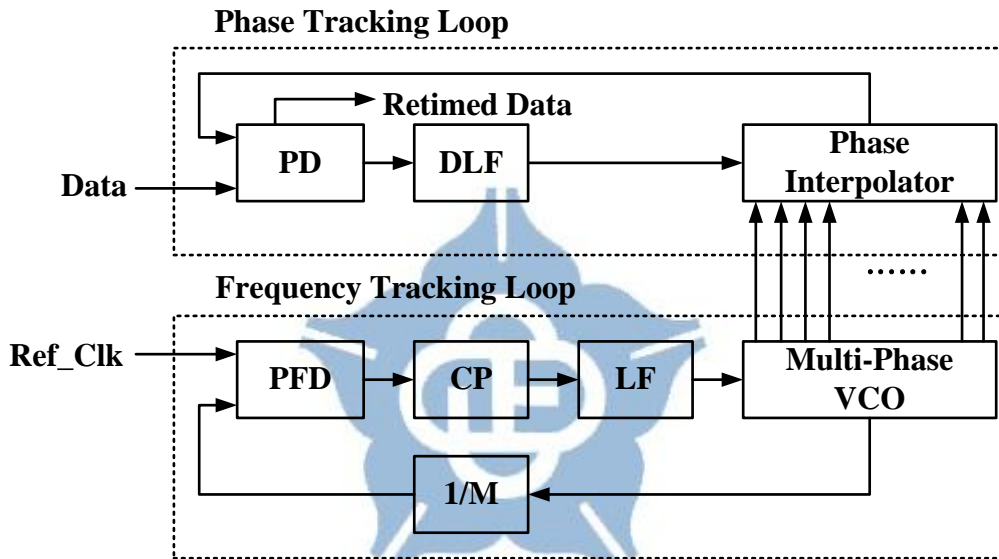 Phase Tracking Loop
Retimed Data
PD
DLF
Phase
Interpolator
Data
......
Frequency Tracking Loop
Ref_Clk
PFD
CP
LF
Multi-Phase
VCO
1/M